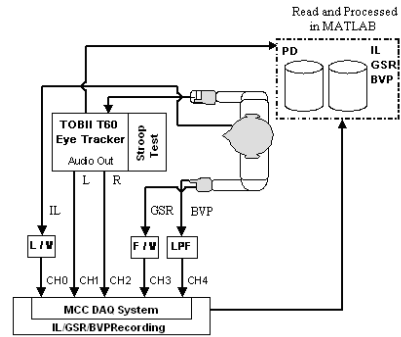 Read and Processed
in MATLAB
PD
IL
GSR
BVP
TOBII T60
Eye Tracker
Audio Out
Stroop
Test
L
R
IL
GSR
BVP
L / V
F / V
LPF
CH0
CH1
CH2
CH3
CH4
MCC DAQ System
IL/GSR/BVPRecording